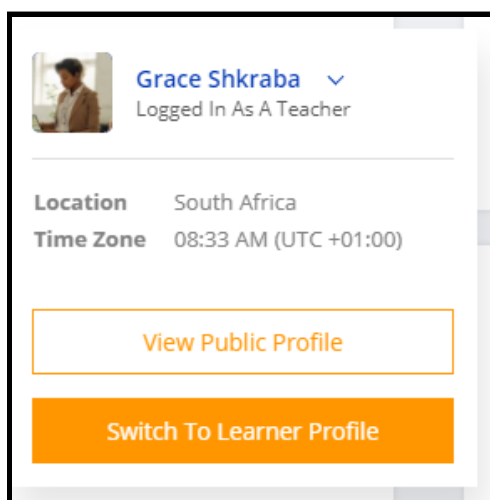 Grace Shkraba
Logged In As A Teacher
Location South Africa
Time Zone 08:33 AM (UTC +01:00)
View Public Profile
Switch To Learner Profile